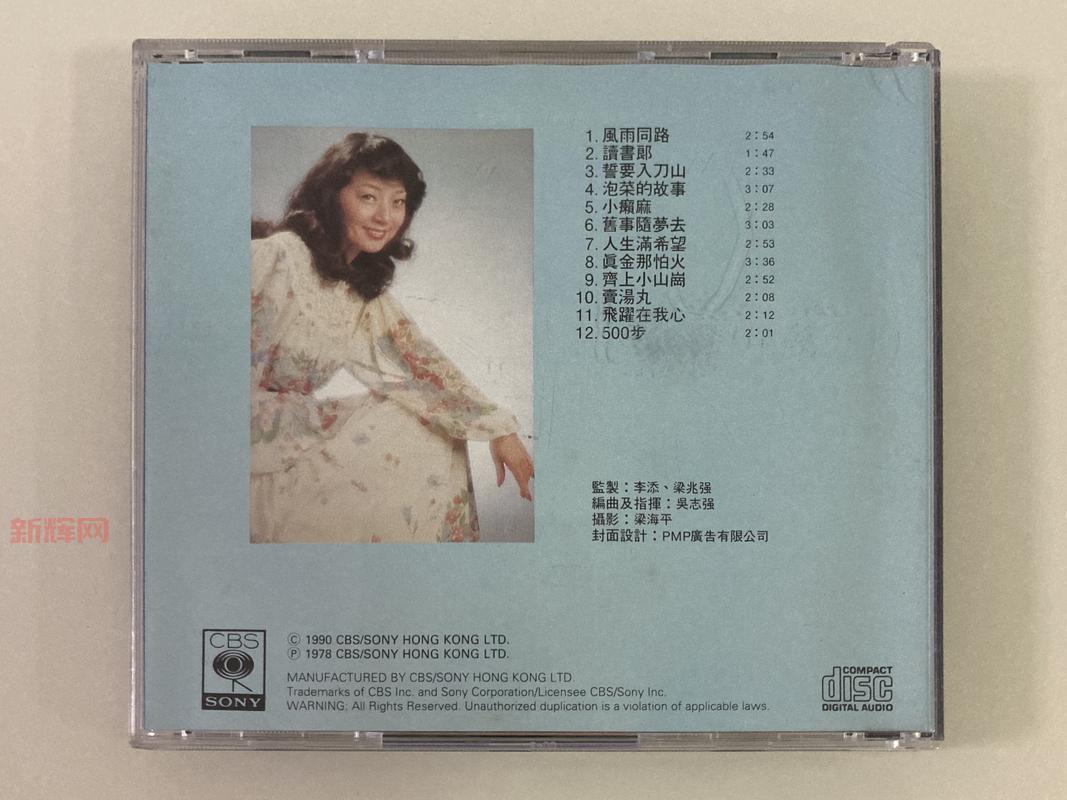 1. 風雨同路 2:54
2. 讀書郎 1:47
3. 誓要入刀山 2:33
4. 泡菜的故事 3:07
5. 小癩麻 2:28
6. 舊事隨夢去 3:03
7. 人生滿希望 2:53
8. 眞金那怕火 3:36
9. 齊上小山崗 2:52
10. 賣湯丸 2:08
11. 飛躍在我心 2:12
12. 500步 2:01
監製：李添、梁兆强
編曲及指揮：吳志强
攝影：梁海平
封面設計：PMP廣告有限公司
新辉网
CBS
SONY
Ⓒ 1990 CBS/SONY HONG KONG LTD.
Ⓟ 1978 CBS/SONY HONG KONG LTD.
MANUFACTURED BY CBS/SONY HONG KONG LTD.
Trademarks of CBS Inc. and Sony Corporation/Licensee CBS/Sony Inc.
WARNING: All Rights Reserved. Unauthorized duplication is a violation of applicable laws.
COMPACT
disc
DIGITAL AUDIO